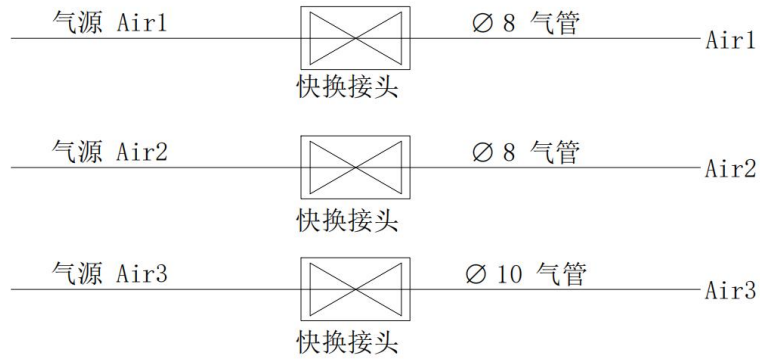 气源 Air1
∅ 8 气管
Air1
快换接头
气源 Air2
∅ 8 气管
Air2
快换接头
气源 Air3
∅ 10 气管
Air3
快换接头